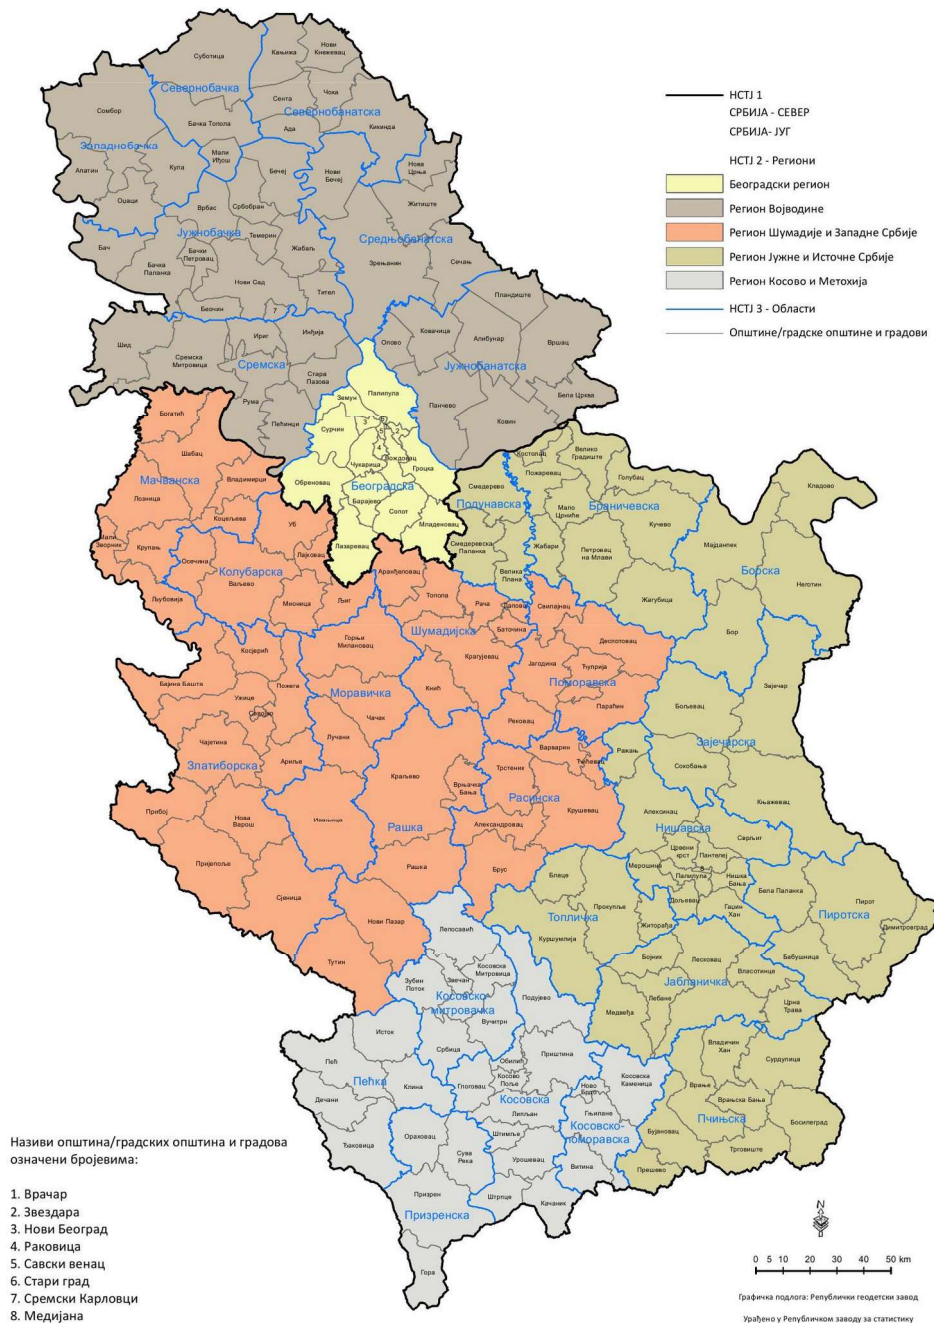 НСТЈ 1
СРБИЈА - СЕВЕР
СРБИЈА- ЈУГ
НСТЈ 2 - Региони
Београдски регион
Регион Војводине
Регион Шумадије и Западне Србије
Регион Јужне и Источне Србије
Регион Косово и Метохија
НСТЈ 3 - Области
Општине/градске општине и градови
Севернобачка
Суботица
Бачка Топола
Мали
Иђош
Севернобанатска
Кањижа
Нови
Кнежевац
Сента
Чока
Ада
Кикинда
Западнобачка
Сомбор
Апатин
Оџаци
Кула
Јужнобачка
Бечеј
Врбас
Србобран
Бач
Бачка
Паланка
Бачки
Петровац
Темерин
Жабаљ
Нови Сад
Тител
Беочин
7
Средњобанатска
Нови
Бечеј
Нова
Црња
Житиште
Зрењанин
Сечањ
Јужнобанатска
Пландиште
Опово
Ковачица
Алибунар
Вршац
Панчево
Бела Црква
Ковин
Сремска
Шид
Сремска
Митровица
Ириг
Инђија
Рума
Стара
Пазова
Пећинци
Београдска
Земун
Палилула
Сурчин
3
6
5
2
4
Вождовац
Чукарица
Гроцка
Обреновац
Барајево
Сопот
Младеновац
Лазаревац
Мачванска
Богатић
Шабац
Владимирци
Лозница
Коцељева
Мали
Зворник
Крупањ
Љубовија
Колубарска
Уб
Осечина
Лајковац
Ваљево
Мионица
Љиг
Подунавска
Смедерево
Смедеревска
Паланка
Велика
Плана
Браничевска
Костолац
Пожаревац
Велико
Градиште
Голубац
Мало
Црниће
Кучево
Жабари
Петровац
на Млави
Жагубица
Борска
Кладово
Мајданпек
Неготин
Бор
Шумадијска
Аранђеловац
Топола
Рача
Лапово
Баточина
Крагујевац
Кнић
Поморавска
Свилајнац
Деспотовац
Јагодина
Ћуприја
Параћин
Рековац
Златиборска
Косјерић
Бајина Башта
Пожега
Ужице
Севојно
Чајетина
Ариље
Прибој
Нова
Варош
Пријепоље
Сјеница
Моравичка
Горњи
Милановац
Чачак
Лучани
Ивањица
Рашка
Краљево
Врњачка
Бања
Рашка
Нови Пазар
Тутин
Расинска
Варварин
Трстеник
Ћићевац
Крушевац
Александровац
Брус
Зајечарска
Зајечар
Бољевац
Сокобања
Књажевац
Нишавска
Ражањ
Алексинац
Сврљиг
Црвени
крст
Пантелеј
Мерошина
Палилула
8
Нишка
Бања
Дољевац
Гаџин
Хан
Топличка
Блаце
Прокупље
Куршумлија
Житорађа
Пиротска
Бела Паланка
Пирот
Димитровград
Бабушница
Јабланичка
Бојник
Лесковац
Власотинце
Лебане
Медвеђа
Црна
Трава
Пчињска
Владичин
Хан
Сурдулица
Врање
Врањска Бања
Босилеград
Бујановац
Трговиште
Прешево
Косовско-
митровачка
Лепосавић
Зубин
Поток
Звечан
Косовска
Митровица
Вучитрн
Србица
Косовска
Подујево
Приштина
Обилић
Косово
Поље
Глоговац
Липљан
Штимље
Урошевац
Штрпце
Качаник
Косовско-
поморавска
Косовска
Каменица
Ново
Брдо
Гњилане
Витина
Пећка
Исток
Пећ
Клина
Дечани
Ђаковица
Призренска
Ораховац
Сува
Река
Призрен
Гора
Називи општина/градских општина и градова
означени бројевима:
1. Врачар
2. Звездара
3. Нови Београд
4. Раковица
5. Савски венац
6. Стари град
7. Сремски Карловци
8. Медијана
N
0 5 10 20 30 40 50 km
Графичка подлога: Републички геодетски завод
Урађено у Републичком заводу за статистику